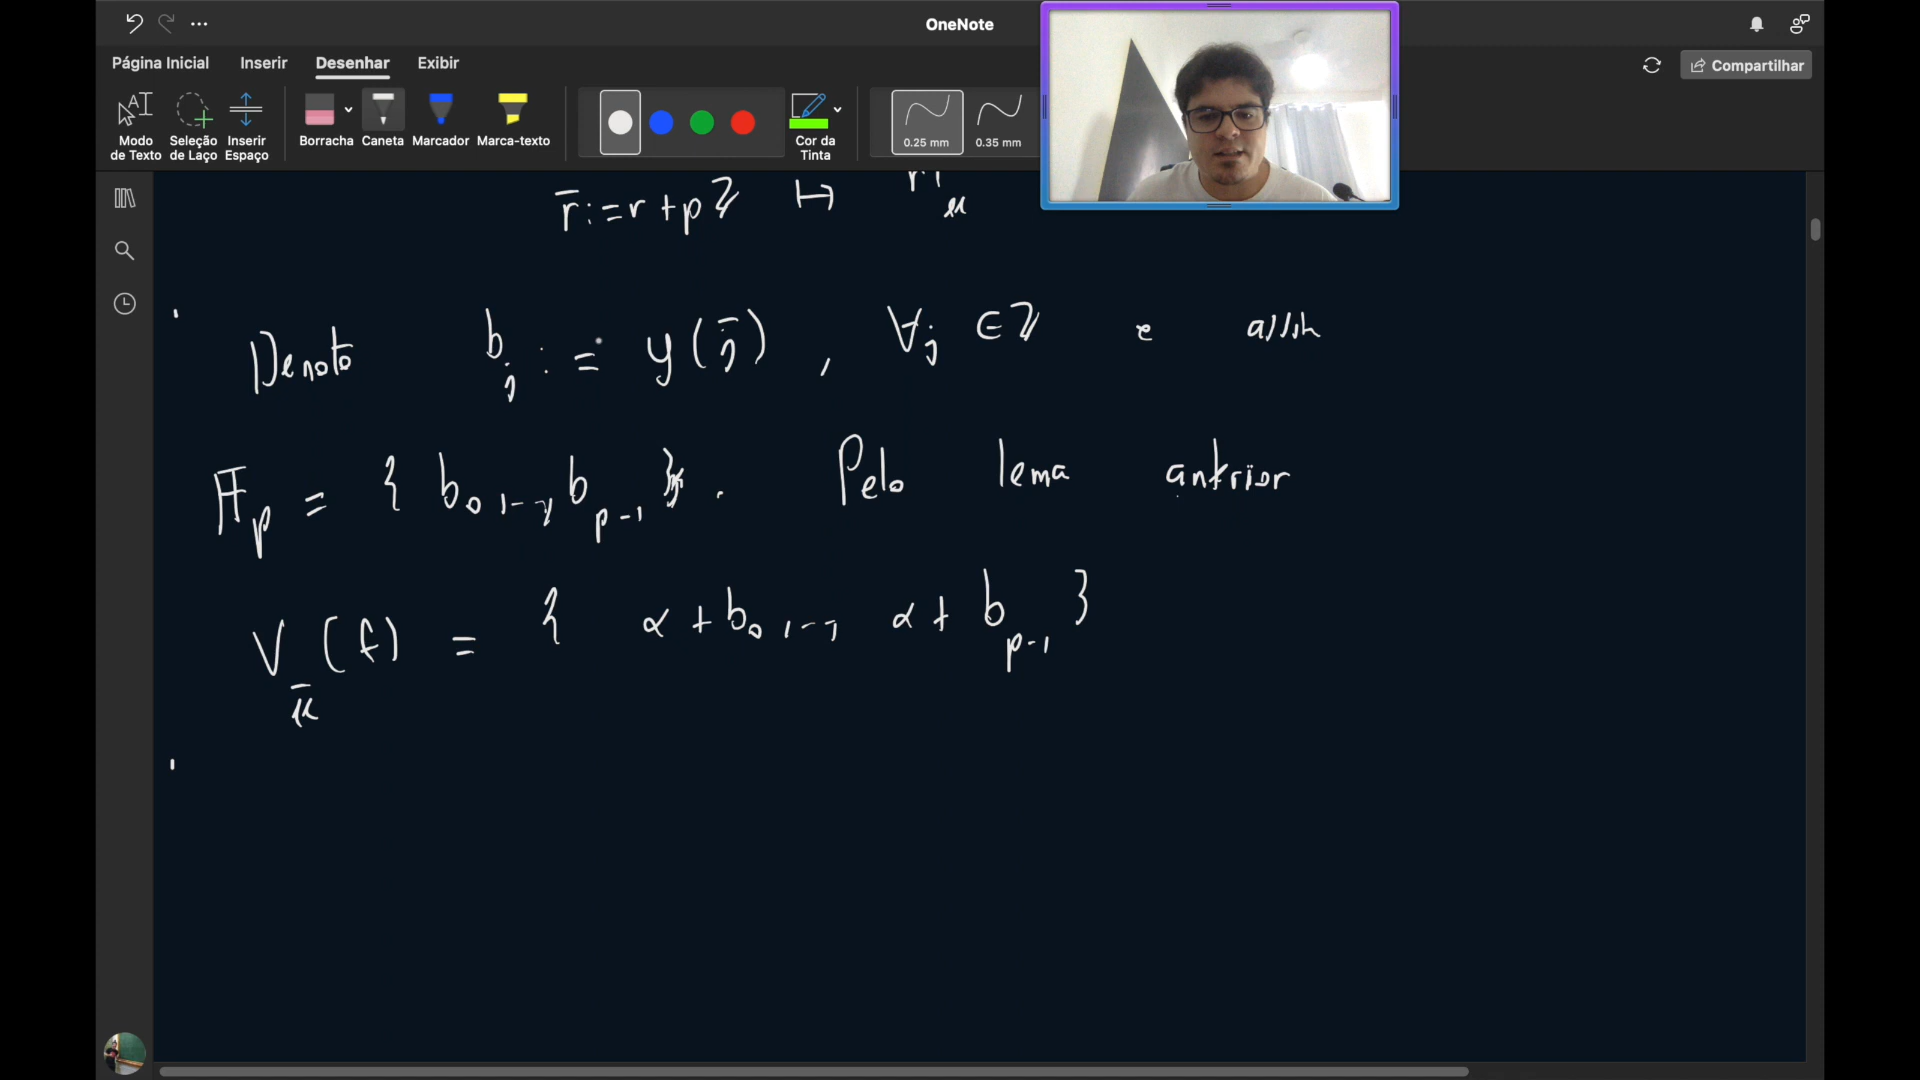 OneNote
Página Inicial Inserir Desenhar Exibir Compartilhar
Modo de Texto Seleção de Laço Inserir Espaço Borracha Caneta Marcador Marca-texto Cor da Tinta 0.25 mm 0.35 mm
r̄ := r + pℤ ↦
Denoto b_j := y(j̄), ∀j ∈ ℤ e assim
𝔽_p = { b_0, --, b_{p-1} }. Pelo lema anterior
V_{K̄}(f) = { α + b_0, --, α + b_{p-1} }